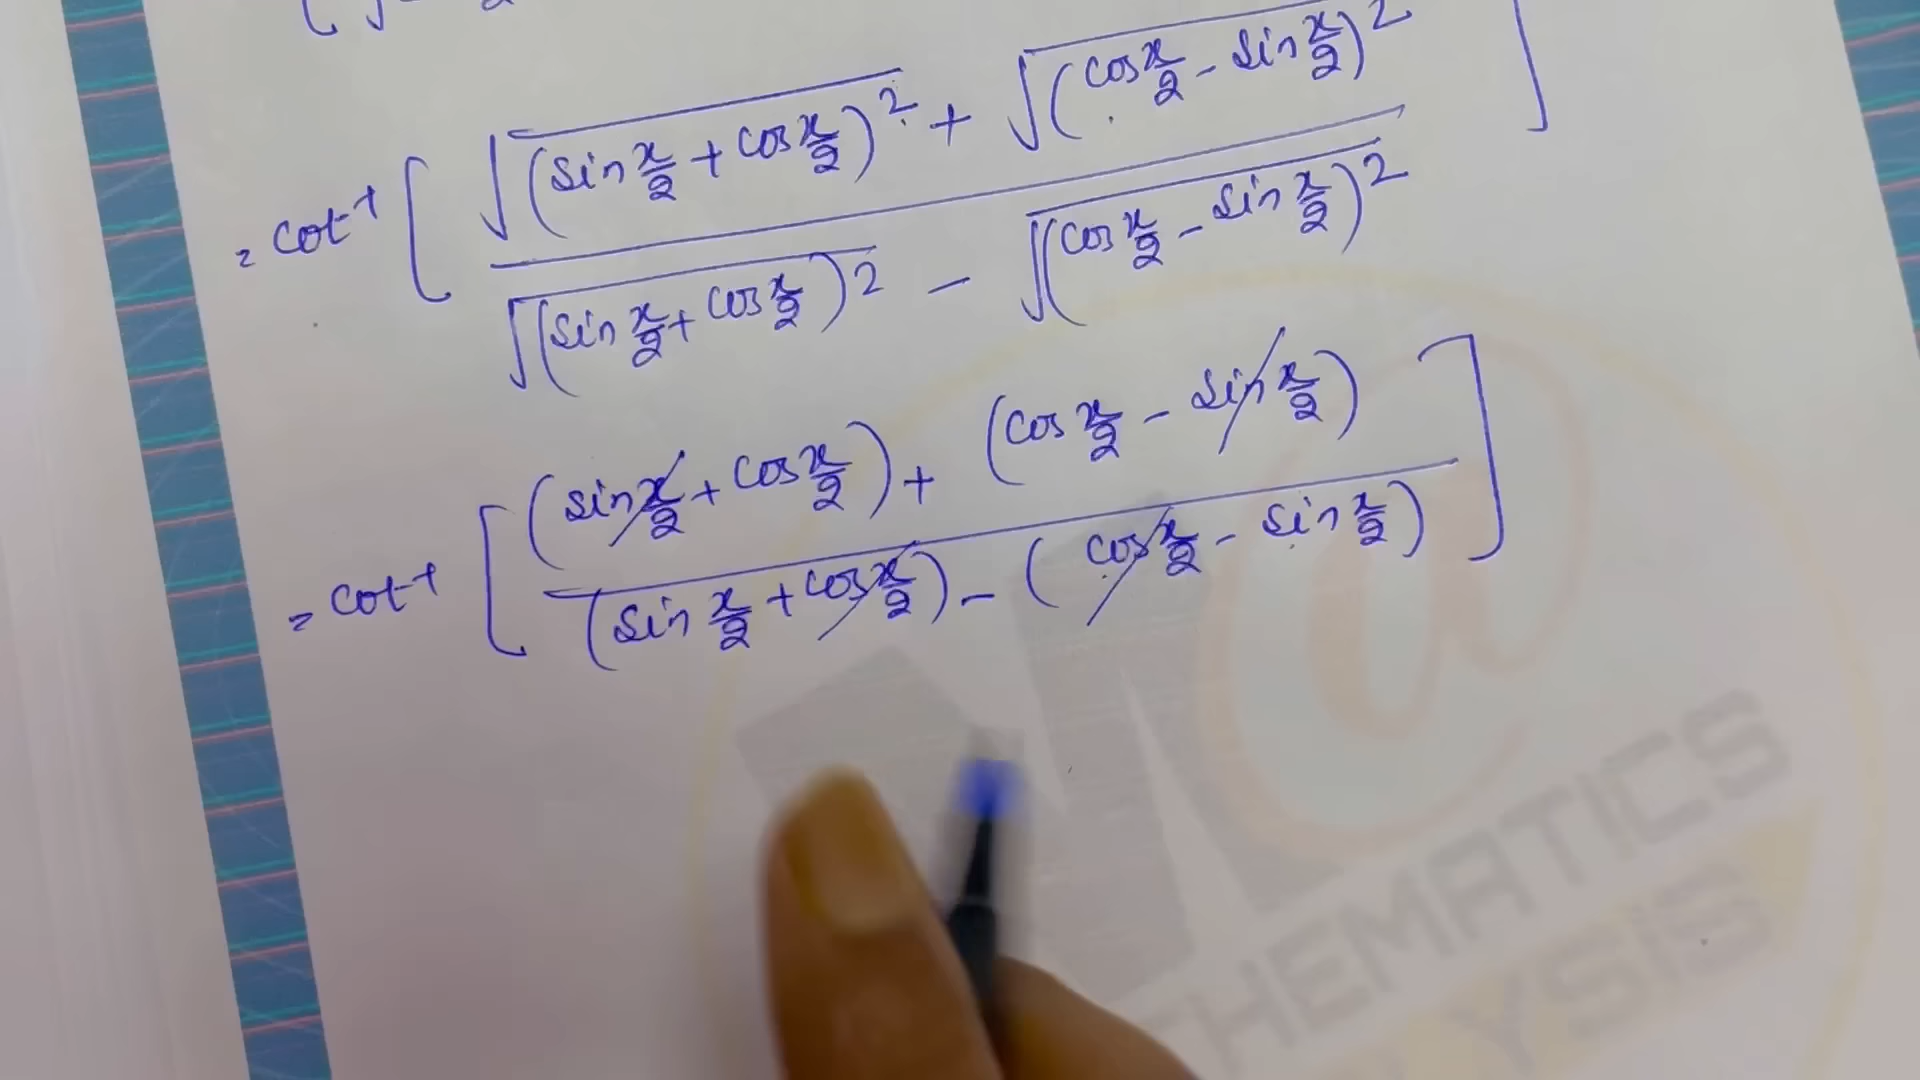 = cot⁻¹ [ √(sin x/2 + cos x/2)² + √(cos x/2 - sin x/2)² ]
√(sin x/2 + cos x/2)² - √(cos x/2 - sin x/2)²
= cot⁻¹ [ (sin x/2 + cos x/2) + (cos x/2 - sin x/2) ]
(sin x/2 + cos x/2) - (cos x/2 - sin x/2)
@
THEMATICS
YSIS